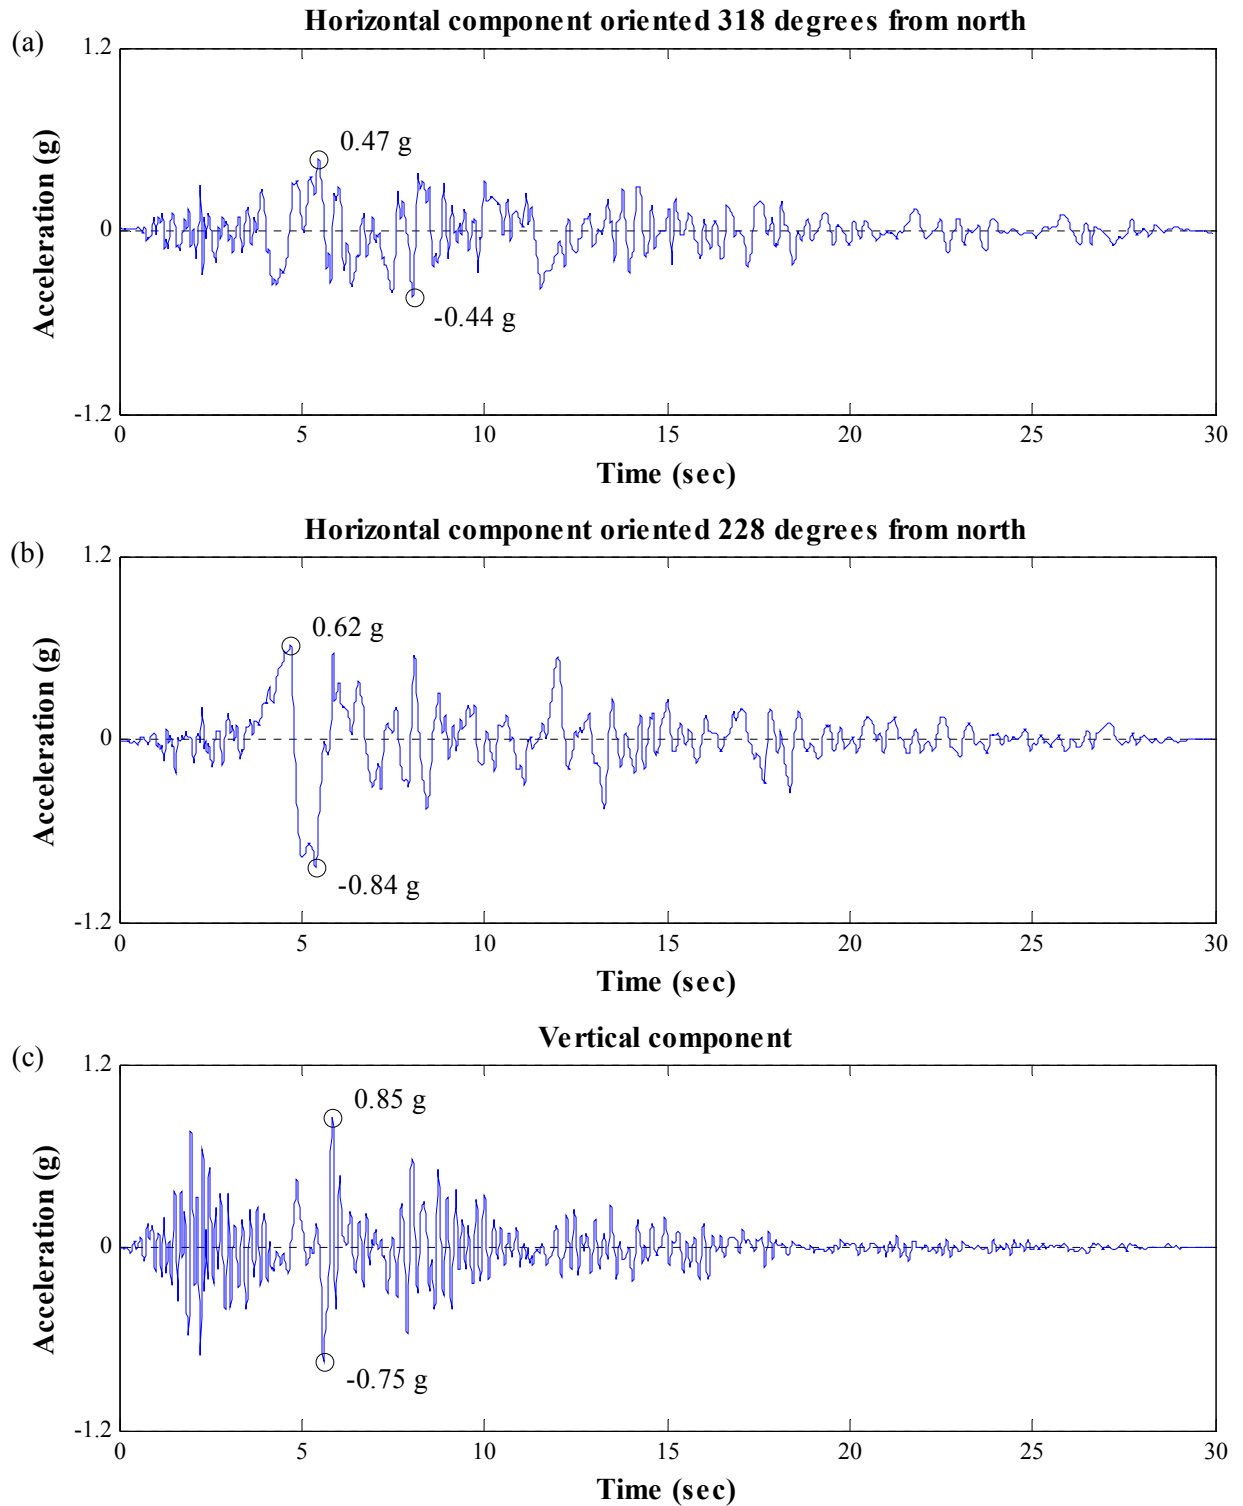 (a)
Horizontal component oriented 318 degrees from north
1.2
0.47 g
Acceleration (g)
0
-0.44 g
-1.2
0 5 10 15 20 25 30
Time (sec)
(b)
Horizontal component oriented 228 degrees from north
1.2
0.62 g
Acceleration (g)
0
-0.84 g
-1.2
0 5 10 15 20 25 30
Time (sec)
(c)
Vertical component
1.2
0.85 g
Acceleration (g)
0
-0.75 g
-1.2
0 5 10 15 20 25 30
Time (sec)